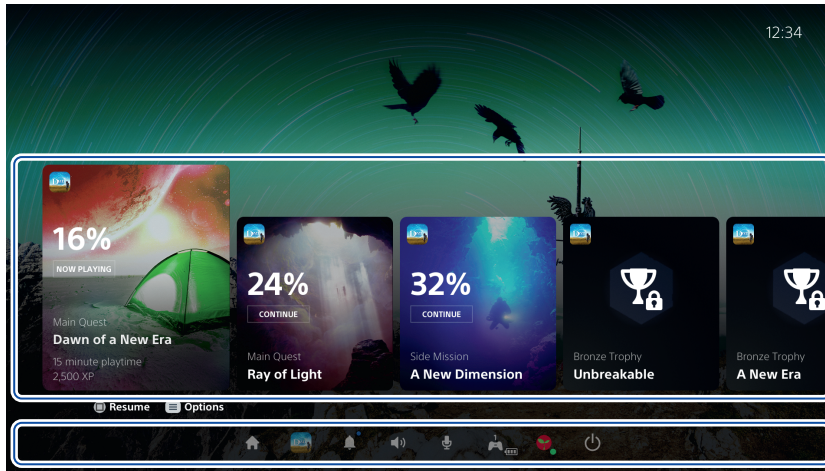 12:34
16%
NOW PLAYING
Main Quest
Dawn of a New Era
15 minute playtime
2,500 XP
24%
CONTINUE
Main Quest
Ray of Light
32%
CONTINUE
Side Mission
A New Dimension
Bronze Trophy
Unbreakable
Bronze Trophy
A New Era
Resume
Options
1